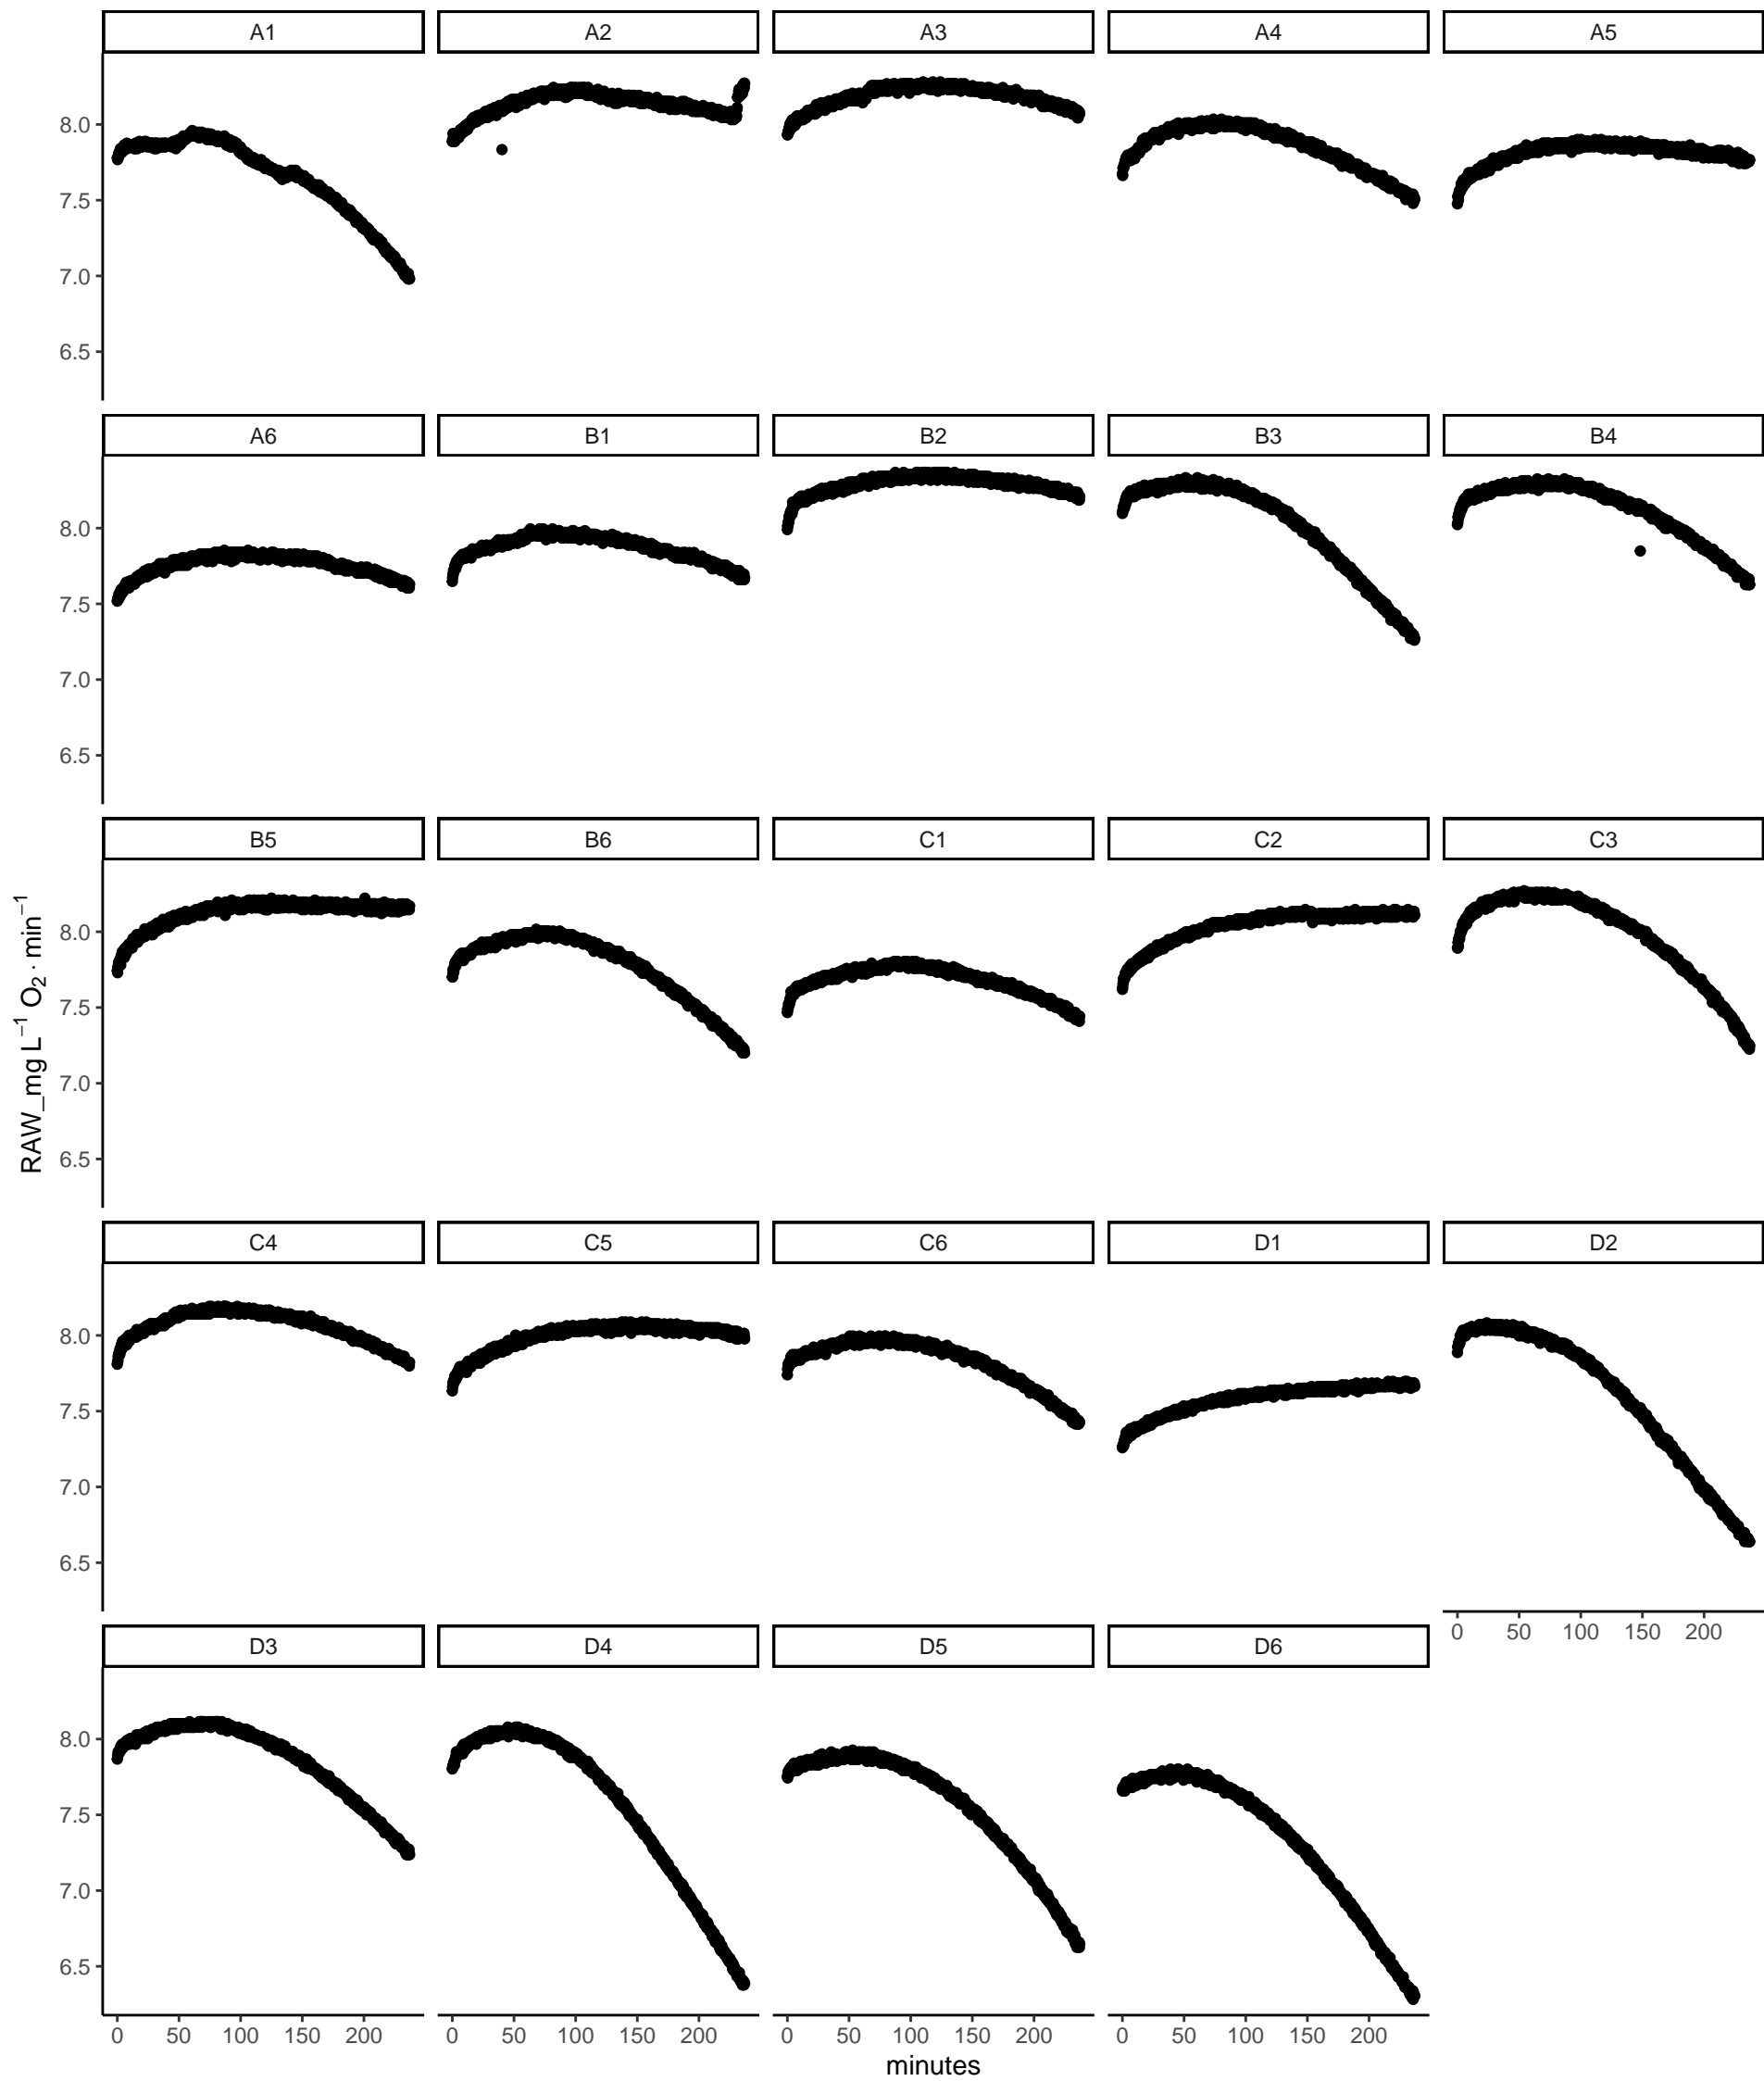 A1 A2 A3 A4 A5
8.0
7.5
7.0
6.5
A6 B1 B2 B3 B4
8.0
7.5
7.0
6.5
B5 B6 C1 C2 C3
8.0
7.5
7.0
6.5
RAW_mg L⁻¹ O₂ · min⁻¹
C4 C5 C6 D1 D2
8.0
7.5
7.0
6.5
0 50 100 150 200
D3 D4 D5 D6
8.0
7.5
7.0
6.5
0 50 100 150 200 0 50 100 150 200 0 50 100 150 200 0 50 100 150 200
minutes